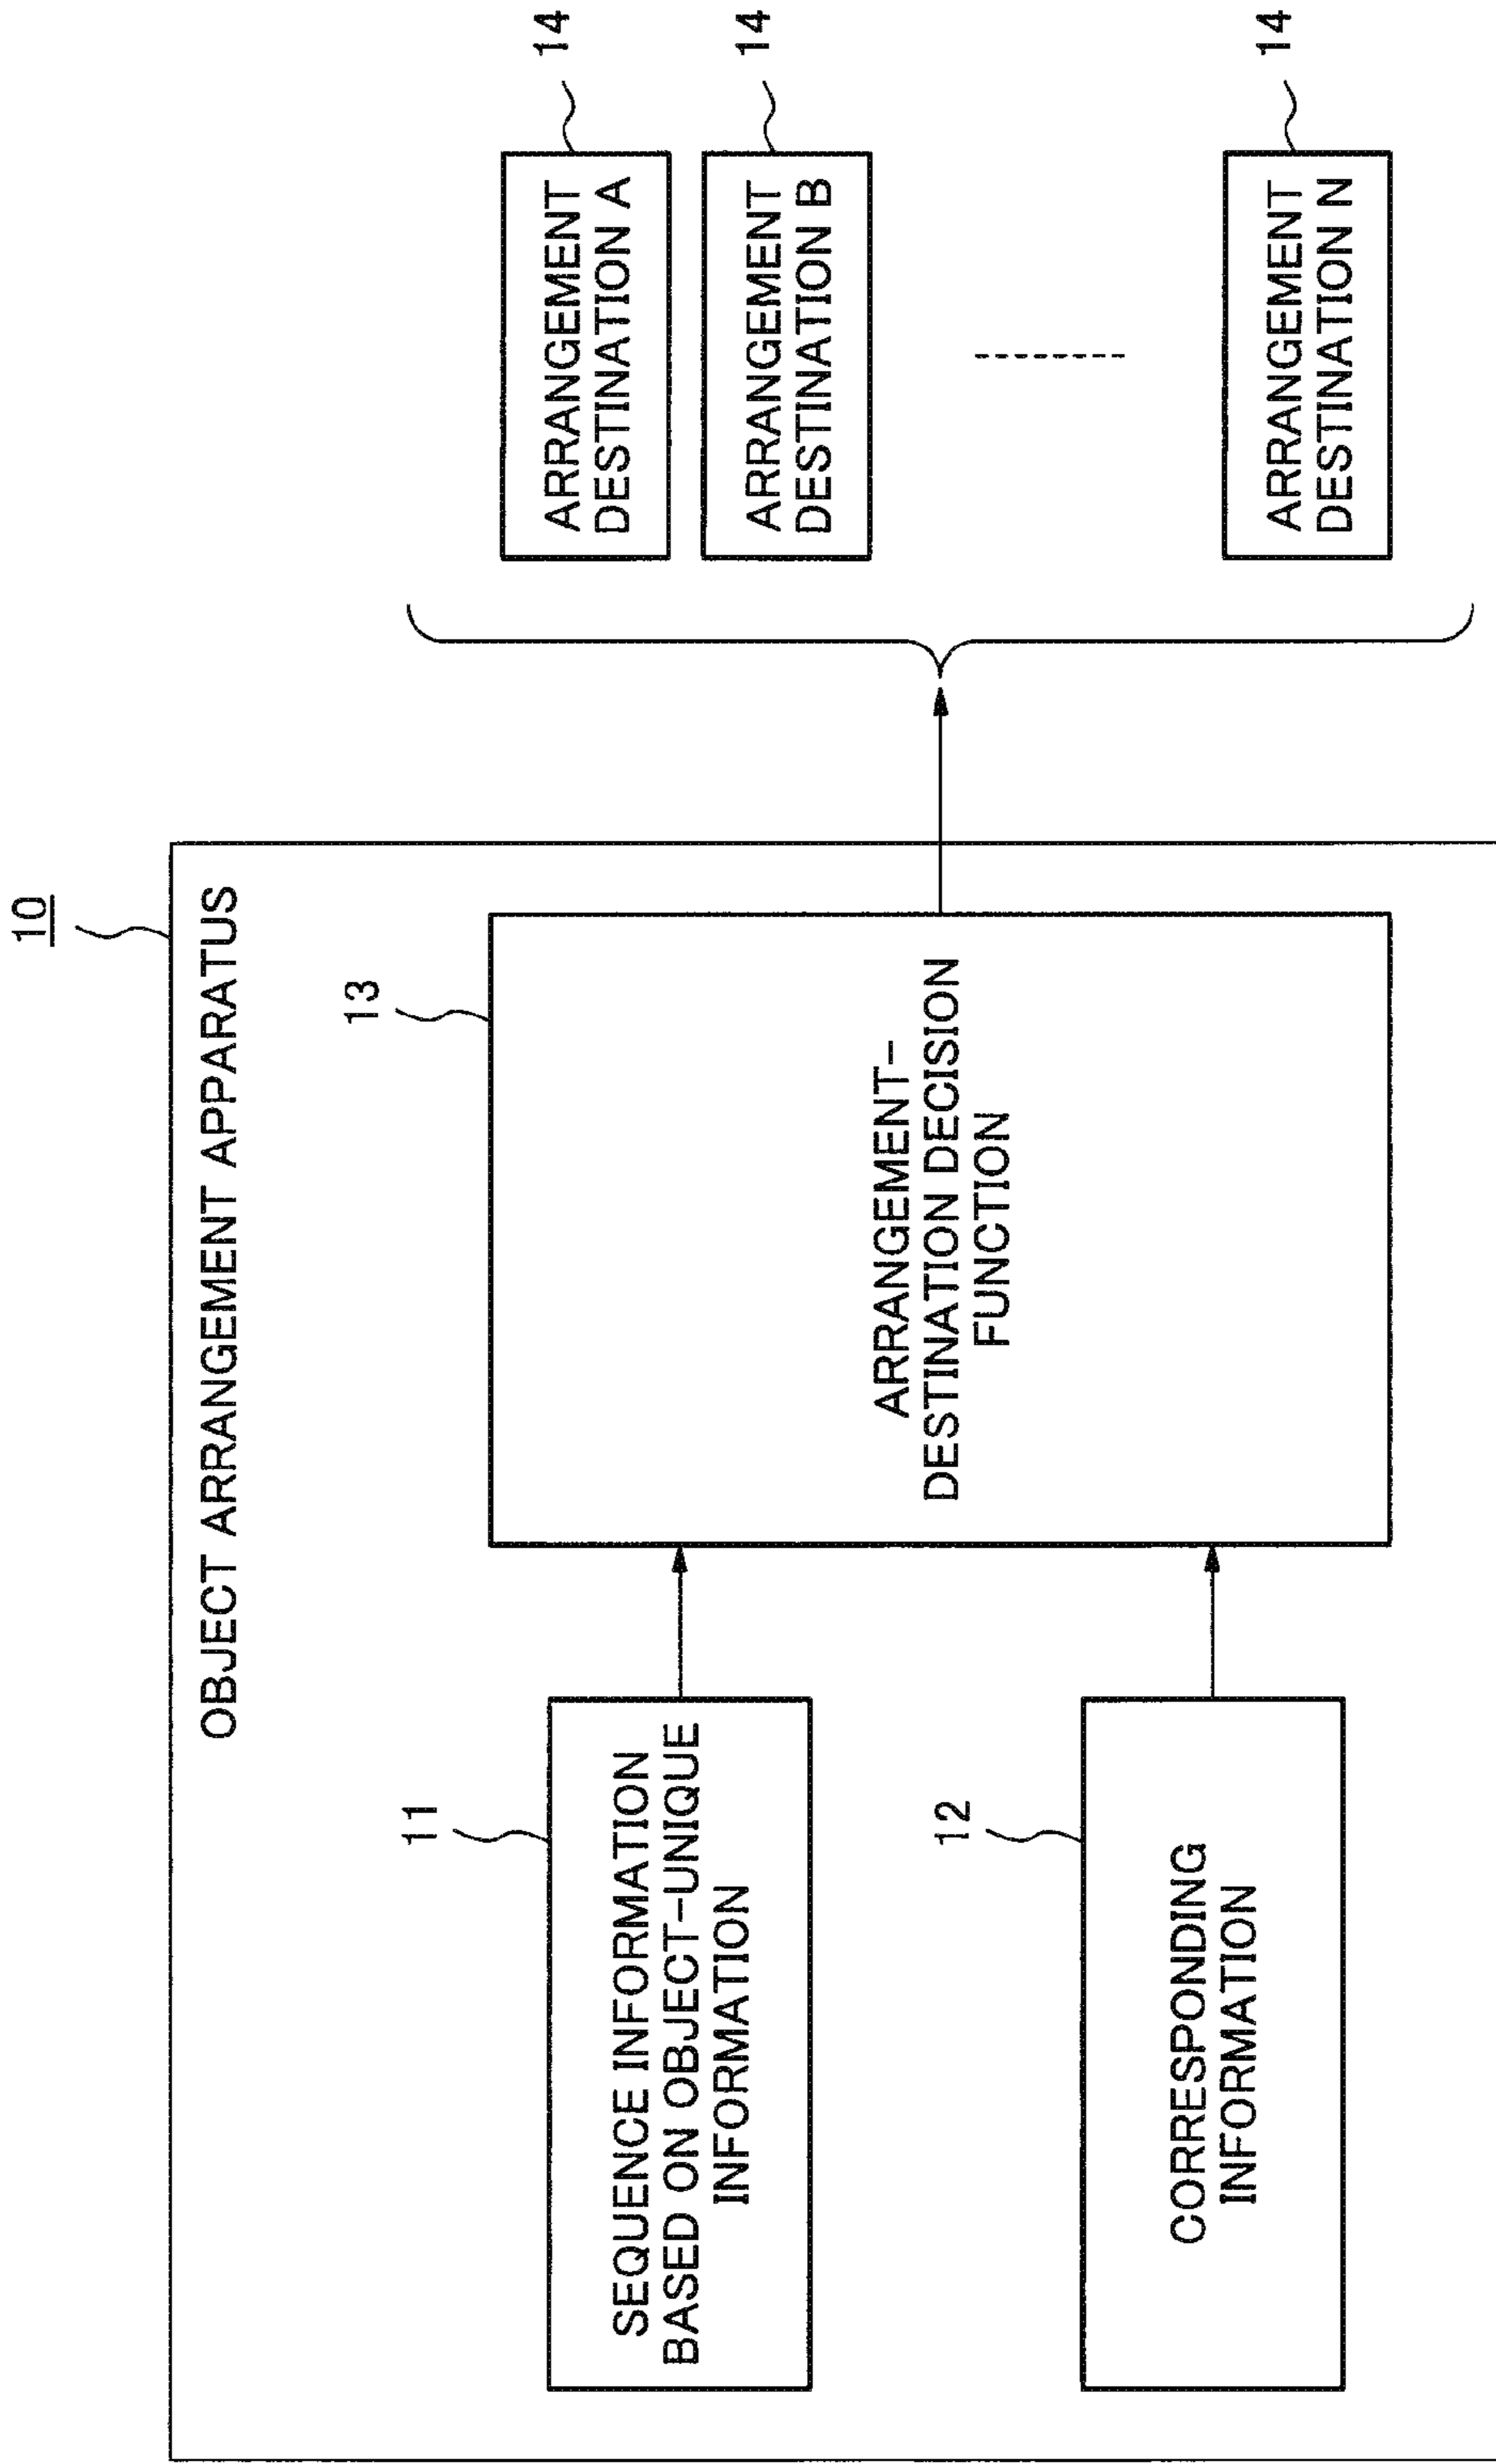 10
OBJECT ARRANGEMENT APPARATUS
11
SEQUENCE INFORMATION
BASED ON OBJECT-UNIQUE
INFORMATION
12
CORRESPONDING
INFORMATION
13
ARRANGEMENT-
DESTINATION DECISION
FUNCTION
ARRANGEMENT
DESTINATION A
14
ARRANGEMENT
DESTINATION B
14
ARRANGEMENT
DESTINATION N
14